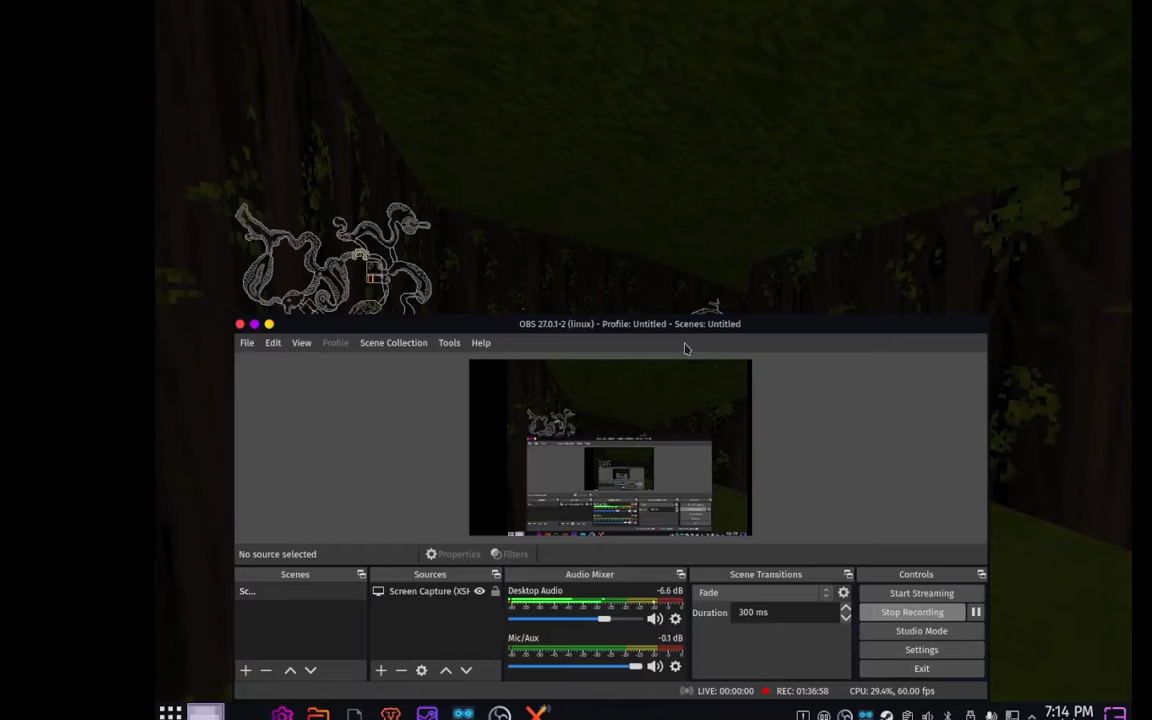 OBS 27.0.1-2 (linux) - Profile: Untitled - Scenes: Untitled
File Edit View Profile Scene Collection Tools Help
No source selected Properties Filters
Scenes Sources Audio Mixer Scene Transitions Controls
Sc... Screen Capture (XSH Desktop Audio -6.6 dB Fade Start Streaming
Duration 300 ms Stop Recording
Mic/Aux -0.1 dB Studio Mode
Settings
Exit
LIVE: 00:00:00 REC: 01:36:58 CPU: 29.4%, 60.00 fps
7:14 PM